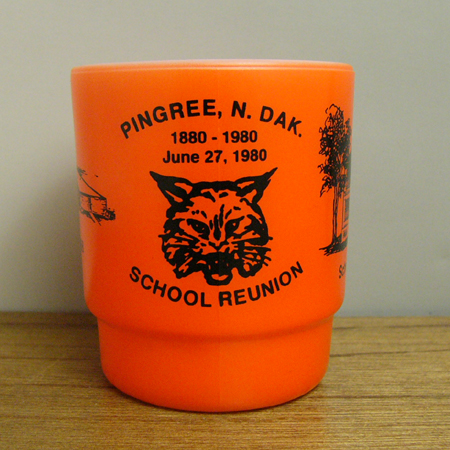 PINGREE, N. DAK.
1880 - 1980
June 27, 1980
SCHOOL REUNION